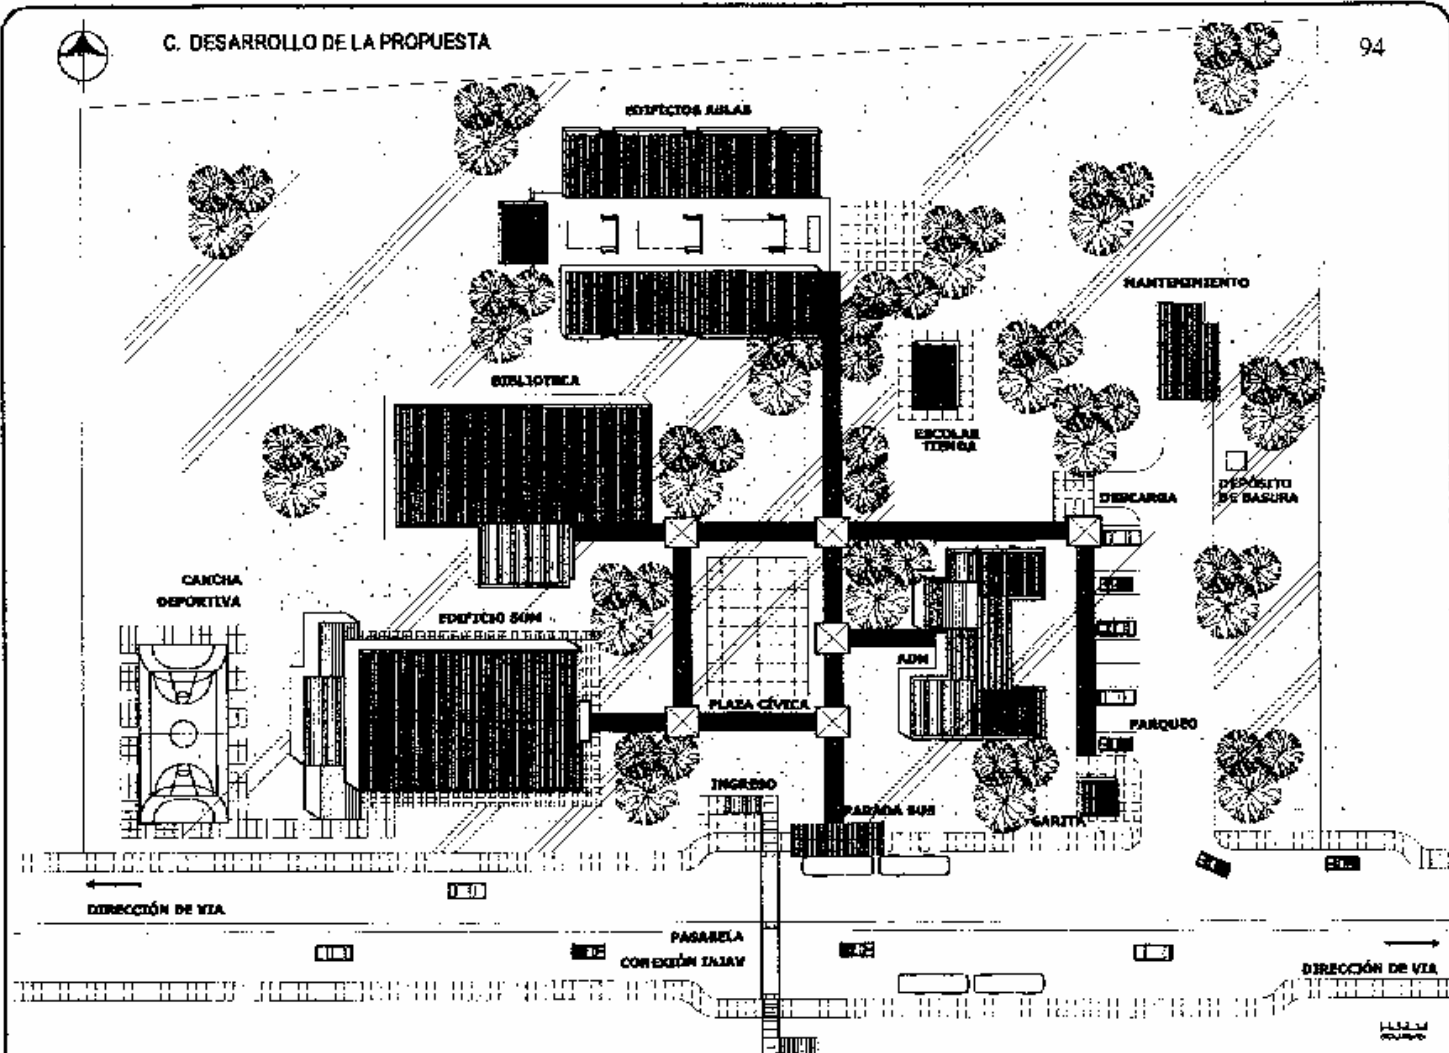 C. DESARROLLO DE LA PROPUESTA
94
EDIFICIOS AULAS
MANTENIMIENTO
BIBLIOTECA
ESCOLAR
TIENDA
DESCARGA
DEPÓSITO
DE BASURA
CANCHA
DEPORTIVA
EDIFICIO SUM
ADM
PLAZA CÍVICA
PARQUEO
INGRESO
PARADA BUS
GARITA
DIRECCIÓN DE VIA
PASARELA
CONEXIÓN
DIRECCIÓN DE VIA